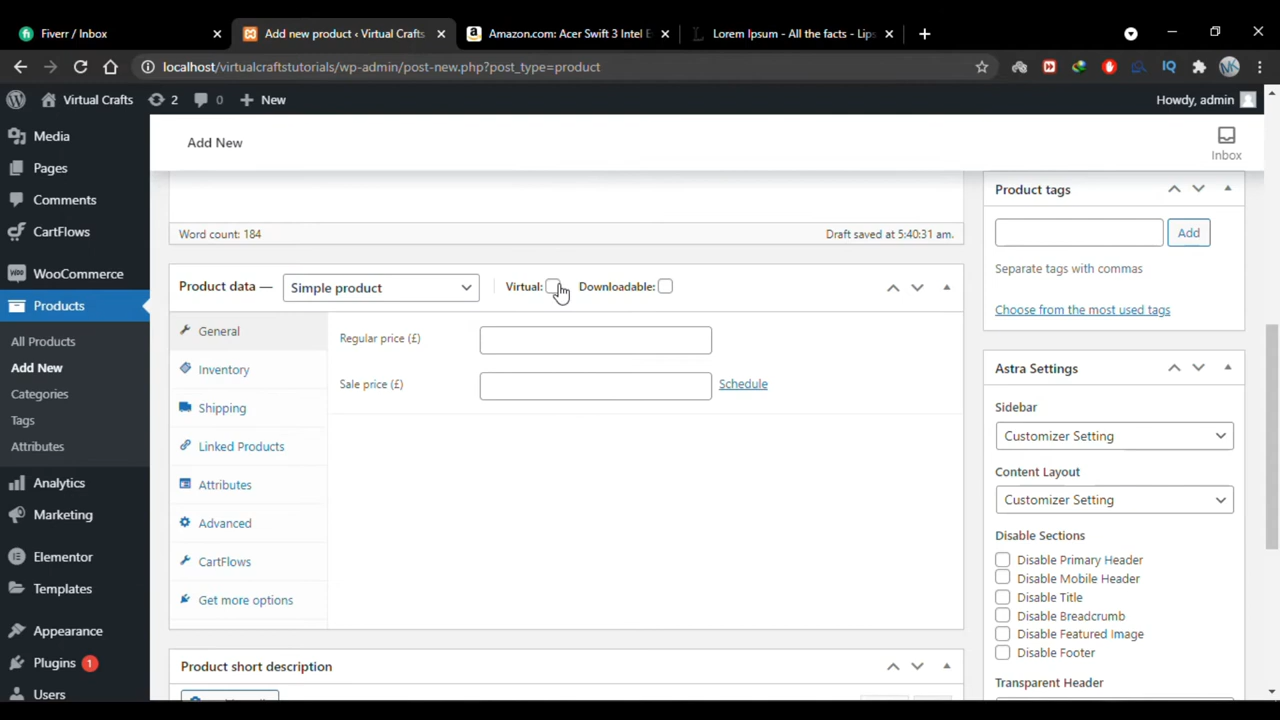 Fiverr / Inbox
Add new product ‹ Virtual Crafts
Amazon.com: Acer Swift 3 Intel E
Lorem Ipsum - All the facts - Lips
localhost/virtualcraftstutorials/wp-admin/post-new.php?post_type=product
Virtual Crafts 2 0 New
Howdy, admin
Media
Pages
Comments
CartFlows
WooCommerce
Products
All Products
Add New
Categories
Tags
Attributes
Analytics
Marketing
Elementor
Templates
Appearance
Plugins 1
Users
Add New
Inbox
Word count: 184
Draft saved at 5:40:31 am.
Product data — Simple product Virtual: Downloadable:
General
Inventory
Shipping
Linked Products
Attributes
Advanced
CartFlows
Get more options
Regular price (£)
Sale price (£)
Schedule
Product short description
Product tags
Add
Separate tags with commas
Choose from the most used tags
Astra Settings
Sidebar
Customizer Setting
Content Layout
Customizer Setting
Disable Sections
Disable Primary Header
Disable Mobile Header
Disable Title
Disable Breadcrumb
Disable Featured Image
Disable Footer
Transparent Header